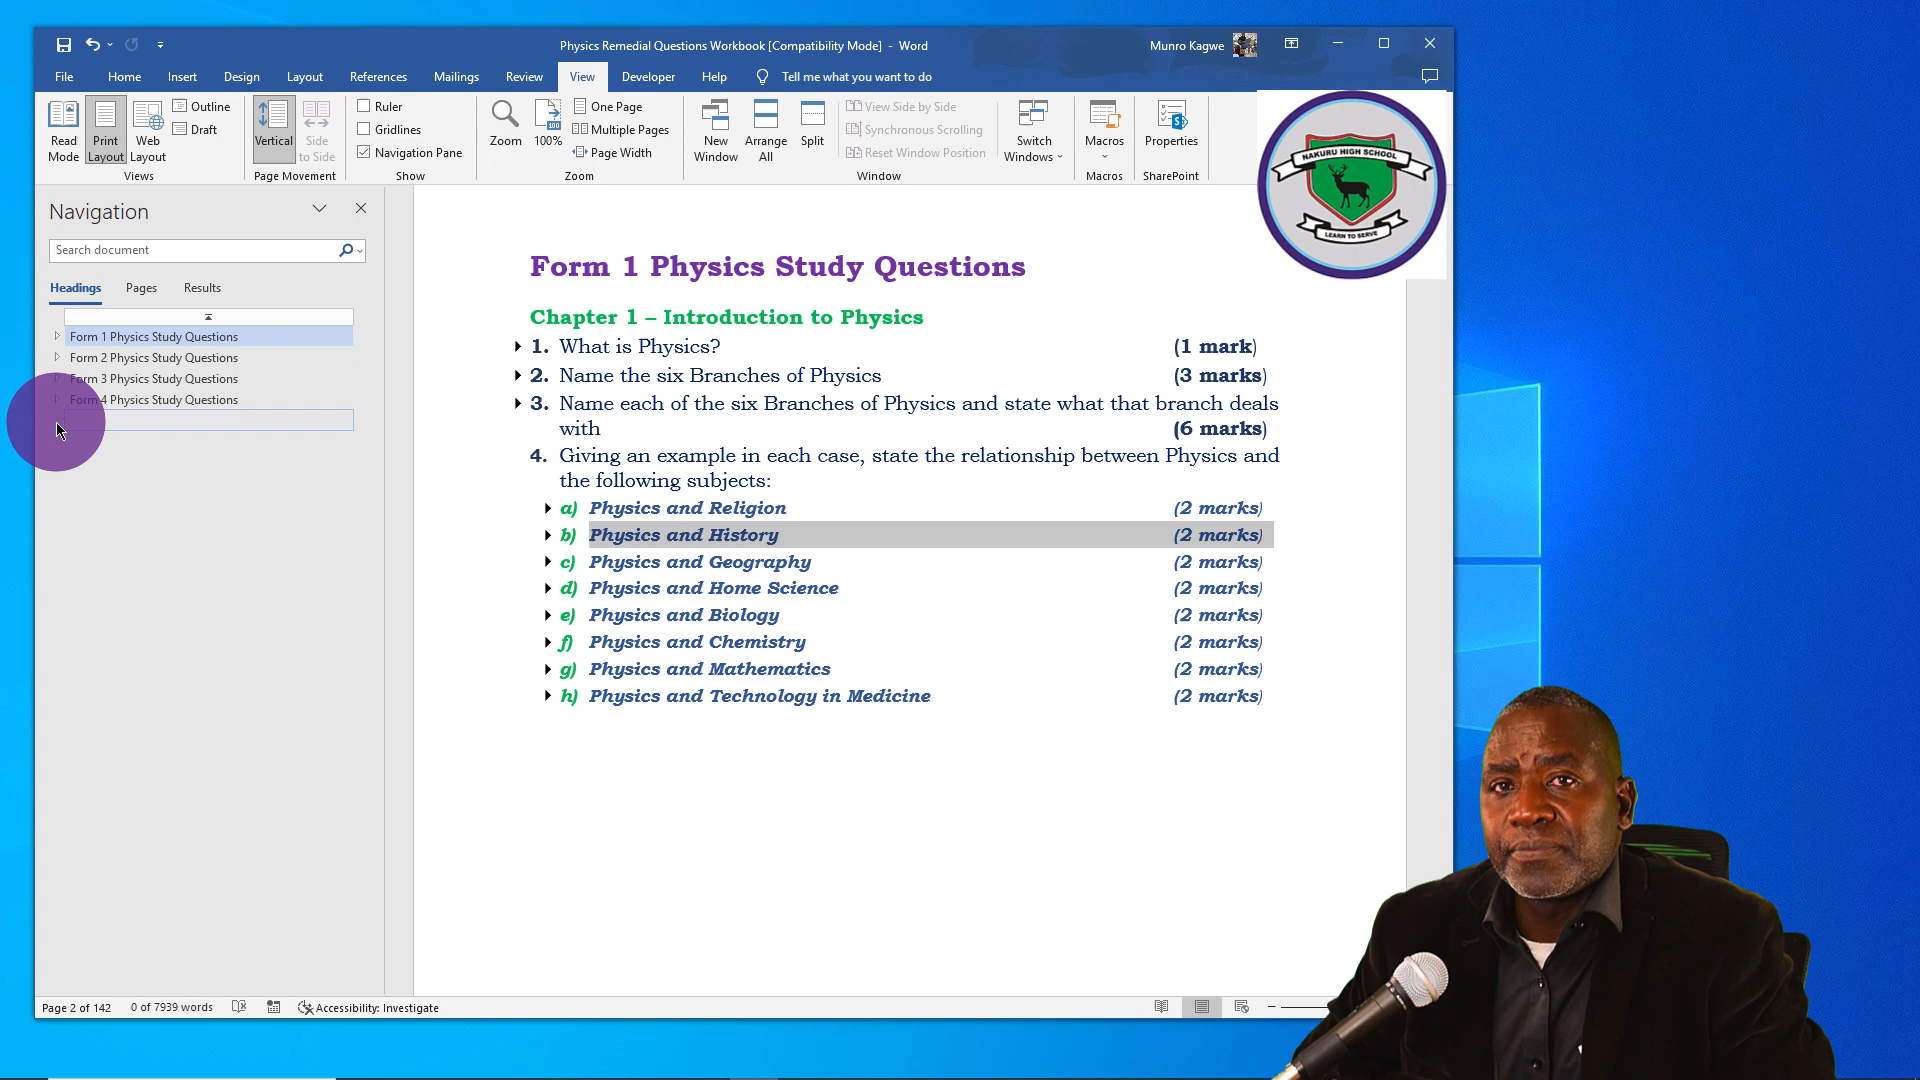 Physics Remedial Questions Workbook [Compatibility Mode] - Word
Munro Kagwe
File Home Insert Design Layout References Mailings Review View Developer Help Tell me what you want to do
Read Mode
Print Layout
Web Layout
Outline
Draft
Views
Vertical
Side to Side
Page Movement
Ruler
Gridlines
Navigation Pane
Show
Zoom
100
100%
One Page
Multiple Pages
Page Width
Zoom
New Window
Arrange All
Split
View Side by Side
Synchronous Scrolling
Reset Window Position
Window
Switch Windows
Macros
Macros
Properties
SharePoint
NAKURU HIGH SCHOOL
LEARN TO SERVE
Navigation
Search document
Headings Pages Results
Form 1 Physics Study Questions
Form 2 Physics Study Questions
Form 3 Physics Study Questions
Form 4 Physics Study Questions
Form 1 Physics Study Questions
Chapter 1 – Introduction to Physics
1. What is Physics? (1 mark)
2. Name the six Branches of Physics (3 marks)
3. Name each of the six Branches of Physics and state what that branch deals
with (6 marks)
4. Giving an example in each case, state the relationship between Physics and
the following subjects:
a) Physics and Religion (2 marks)
b) Physics and History (2 marks)
c) Physics and Geography (2 marks)
d) Physics and Home Science (2 marks)
e) Physics and Biology (2 marks)
f) Physics and Chemistry (2 marks)
g) Physics and Mathematics (2 marks)
h) Physics and Technology in Medicine (2 marks)
Page 2 of 142 0 of 7939 words Accessibility: Investigate